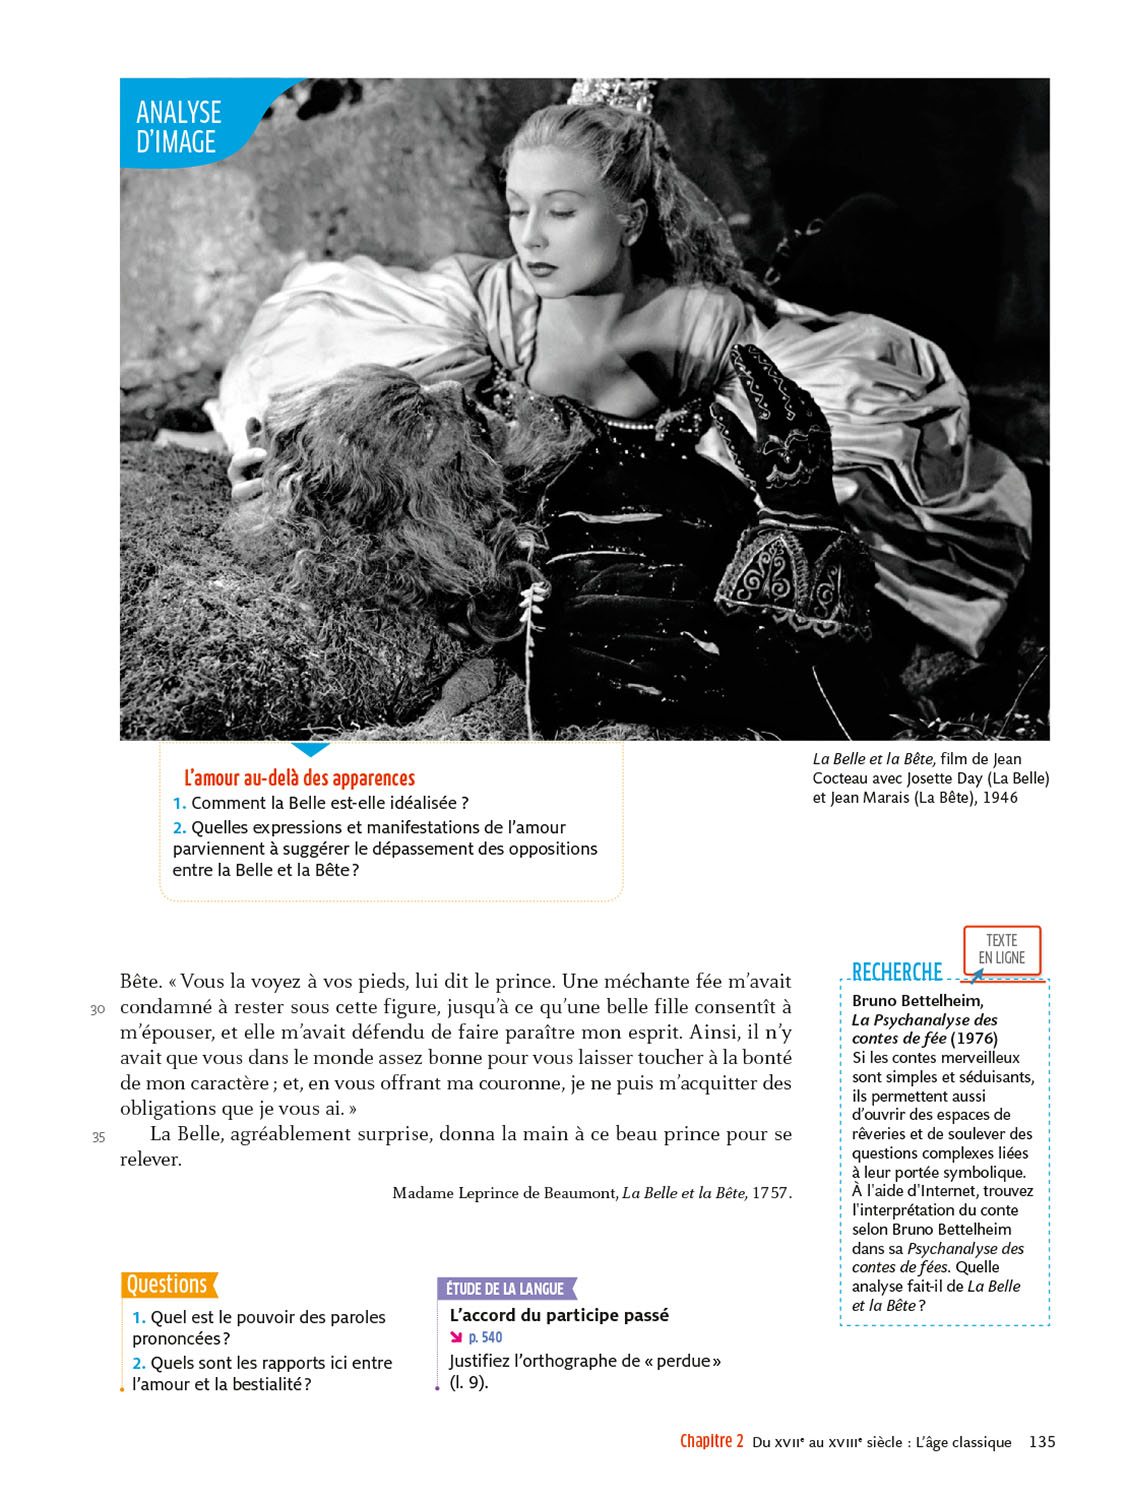 ANALYSE
D'IMAGE
La Belle et la Bête, film de Jean
Cocteau avec Josette Day (La Belle)
et Jean Marais (La Bête), 1946
L'amour au-delà des apparences
1. Comment la Belle est-elle idéalisée ?
2. Quelles expressions et manifestations de l'amour
parviennent à suggérer le dépassement des oppositions
entre la Belle et la Bête ?
Bête. « Vous la voyez à vos pieds, lui dit le prince. Une méchante fée m'avait
30 condamné à rester sous cette figure, jusqu'à ce qu'une belle fille consentît à
m'épouser, et elle m'avait défendu de faire paraître mon esprit. Ainsi, il n'y
avait que vous dans le monde assez bonne pour vous laisser toucher à la bonté
de mon caractère ; et, en vous offrant ma couronne, je ne puis m'acquitter des
obligations que je vous ai. »
35 La Belle, agréablement surprise, donna la main à ce beau prince pour se
relever.
Madame Leprince de Beaumont, La Belle et la Bête, 1757.
TEXTE
EN LIGNE
RECHERCHE
Bruno Bettelheim,
La Psychanalyse des
contes de fée (1976)
Si les contes merveilleux
sont simples et séduisants,
ils permettent aussi
d'ouvrir des espaces de
rêveries et de soulever des
questions complexes liées
à leur portée symbolique.
À l'aide d'Internet, trouvez
l'interprétation du conte
selon Bruno Bettelheim
dans sa Psychanalyse des
contes de fées. Quelle
analyse fait-il de La Belle
et la Bête ?
Questions
1. Quel est le pouvoir des paroles
prononcées ?
2. Quels sont les rapports ici entre
l'amour et la bestialité ?
ÉTUDE DE LA LANGUE
L'accord du participe passé
p. 540
Justifiez l'orthographe de « perdue »
(l. 9).
Chapitre 2 Du XVIIe au XVIIIe siècle : L'âge classique 135